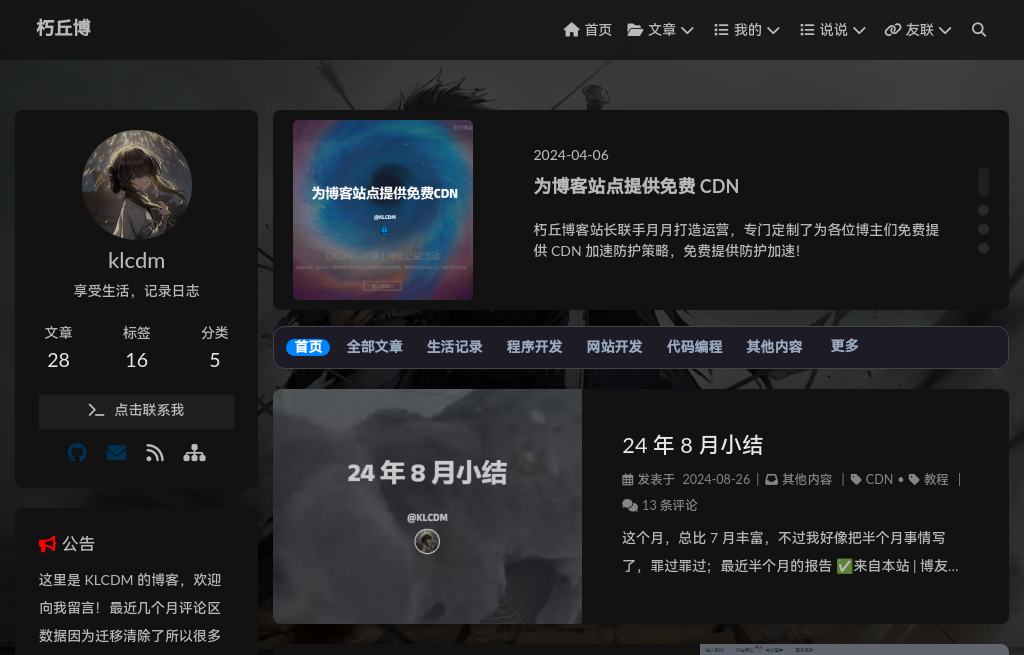 朽丘博
首页 文章 我的 说说 友联
klcdm
享受生活，记录日志
文章 标签 分类
28 16 5
点击联系我
公告
这里是 KLCDM 的博客，欢迎
向我留言！最近几个月评论区
数据因为迁移清除了所以很多
为博客站点提供免费CDN
@KLCDM
2024-04-06
为博客站点提供免费 CDN
朽丘博客站长联手月月打造运营，专门定制了为各位博主们免费提
供 CDN 加速防护策略，免费提供防护加速！
首页 全部文章 生活记录 程序开发 网站开发 代码编程 其他内容 更多
24 年 8 月小结
@KLCDM
24 年 8 月小结
发表于 2024-08-26 | 其他内容 | CDN • 教程 |
13 条评论
这个月，总比 7 月丰富，不过我好像把半个月事情写
了，罪过罪过；最近半个月的报告 ✅来自本站 | 博友...